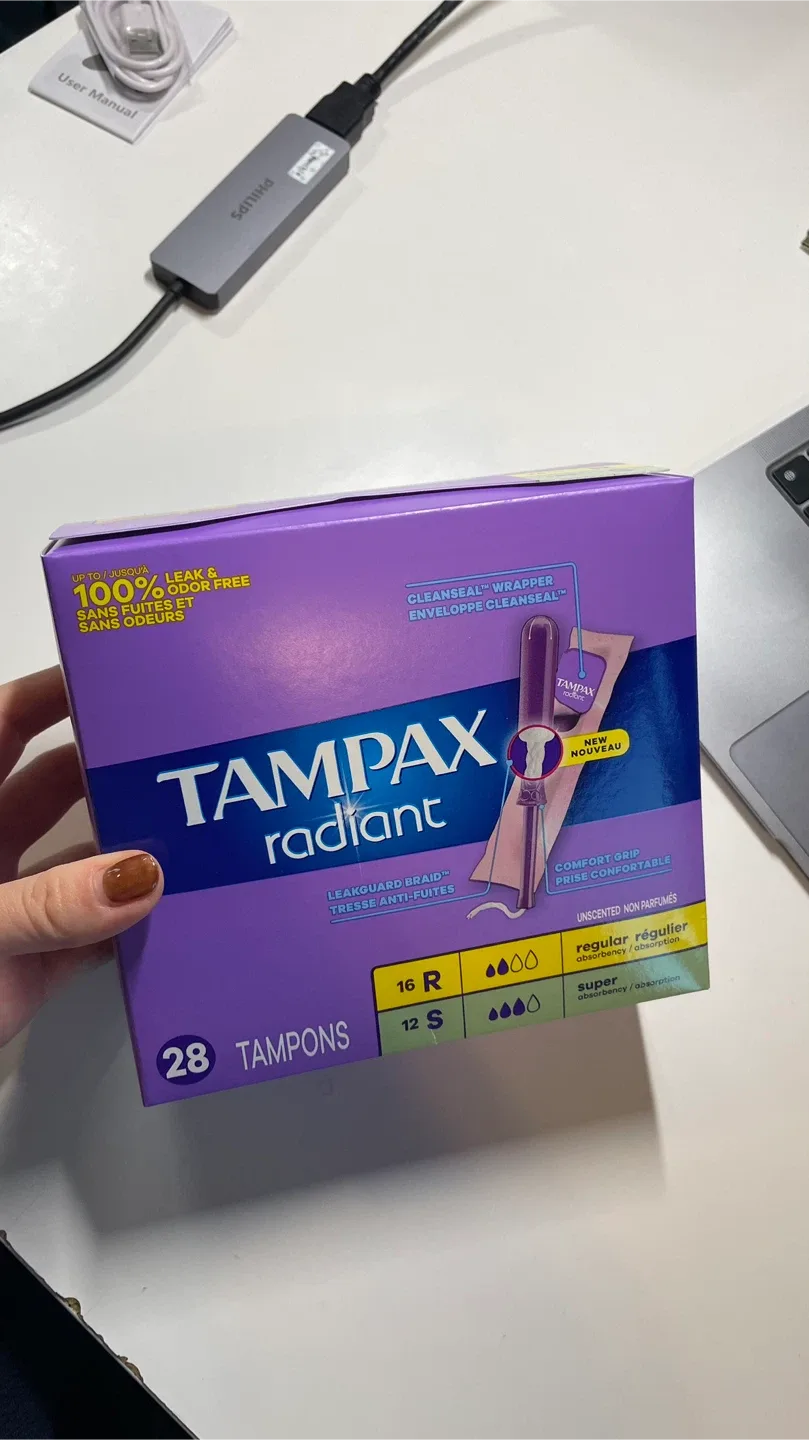 User Manual
PHILIPS
UP TO / JUSQU'À
100% LEAK & ODOR FREE
SANS FUITES ET
SANS ODEURS
CLEANSEAL™ WRAPPER
ENVELOPPE CLEANSEAL™
TAMPAX
radiant
NEW
NOUVEAU
TAMPAX
radiant
LEAKGUARD BRAID™
TRESSE ANTI-FUITES
COMFORT GRIP
PRISE CONFORTABLE
UNSCENTED NON PARFUMÉS
16 R
regular régulier
absorbency / absorption
12 S
super
absorbency / absorption
28 TAMPONS